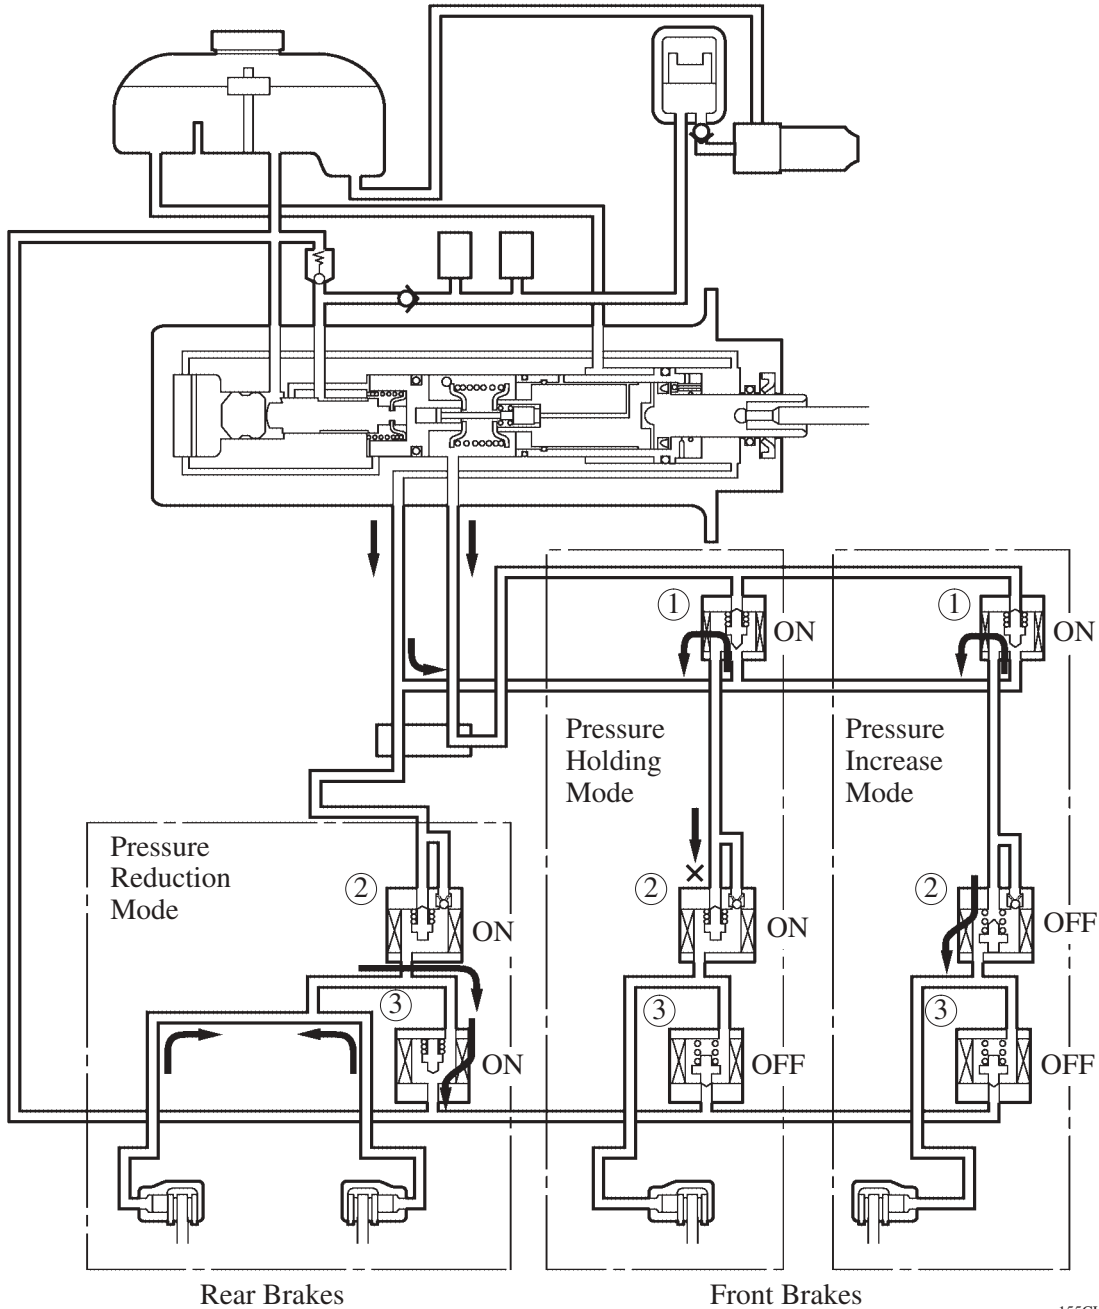 ①
ON
①
ON
Pressure
Holding
Mode
Pressure
Increase
Mode
Pressure
Reduction
Mode
②
ON
②
ON
②
OFF
③
ON
③
OFF
③
OFF
Rear Brakes
Front Brakes